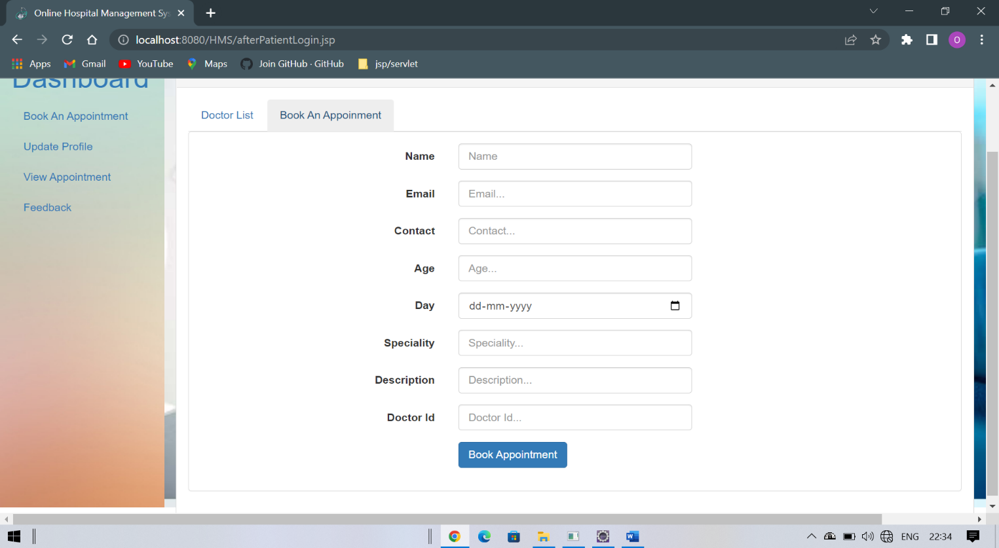 Online Hospital Management Sys
localhost:8080/HMS/afterPatientLogin.jsp
O
Apps
Gmail
YouTube
Maps
Join GitHub · GitHub
jsp/servlet
Dashboard
Book An Appointment
Update Profile
View Appointment
Feedback
Doctor List
Book An Appoinment
Name
Name
Email
Email...
Contact
Contact...
Age
Age...
Day
dd-mm-yyyy
Speciality
Speciality...
Description
Description...
Doctor Id
Doctor Id...
Book Appointment
ENG
22:34